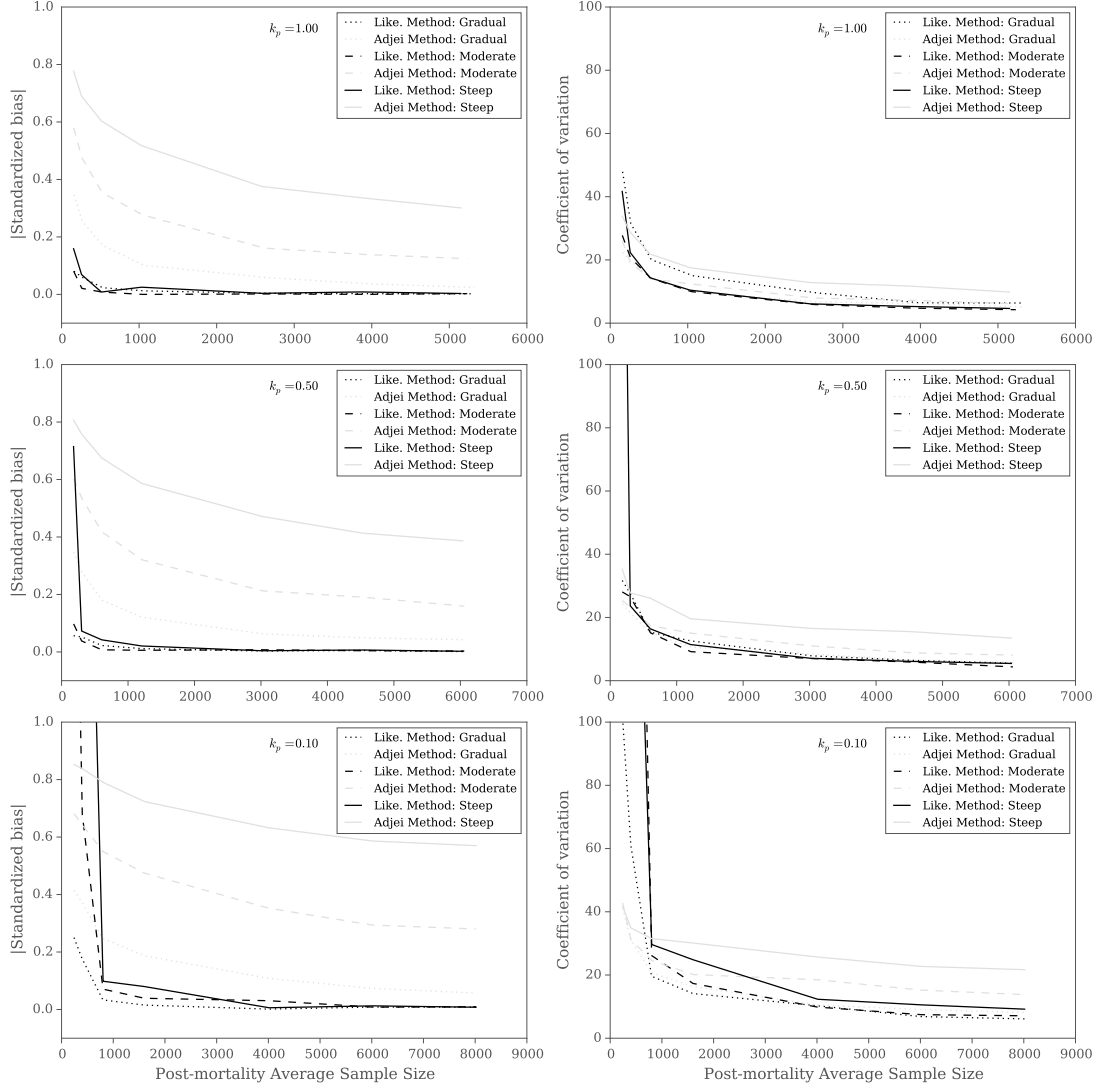 1.0
0.8
0.6
0.4
0.2
0.0
|Standardized bias|
k_p =1.00
Like. Method: Gradual
Adjei Method: Gradual
Like. Method: Moderate
Adjei Method: Moderate
Like. Method: Steep
Adjei Method: Steep
0 1000 2000 3000 4000 5000 6000
100
80
60
40
20
0
Coefficient of variation
k_p =1.00
Like. Method: Gradual
Adjei Method: Gradual
Like. Method: Moderate
Adjei Method: Moderate
Like. Method: Steep
Adjei Method: Steep
0 1000 2000 3000 4000 5000 6000
1.0
0.8
0.6
0.4
0.2
0.0
|Standardized bias|
k_p =0.50
Like. Method: Gradual
Adjei Method: Gradual
Like. Method: Moderate
Adjei Method: Moderate
Like. Method: Steep
Adjei Method: Steep
0 1000 2000 3000 4000 5000 6000 7000
100
80
60
40
20
0
Coefficient of variation
k_p =0.50
Like. Method: Gradual
Adjei Method: Gradual
Like. Method: Moderate
Adjei Method: Moderate
Like. Method: Steep
Adjei Method: Steep
0 1000 2000 3000 4000 5000 6000 7000
1.0
0.8
0.6
0.4
0.2
0.0
|Standardized bias|
k_p =0.10
Like. Method: Gradual
Adjei Method: Gradual
Like. Method: Moderate
Adjei Method: Moderate
Like. Method: Steep
Adjei Method: Steep
0 1000 2000 3000 4000 5000 6000 7000 8000 9000
Post-mortality Average Sample Size
100
80
60
40
20
0
Coefficient of variation
k_p =0.10
Like. Method: Gradual
Adjei Method: Gradual
Like. Method: Moderate
Adjei Method: Moderate
Like. Method: Steep
Adjei Method: Steep
0 1000 2000 3000 4000 5000 6000 7000 8000 9000
Post-mortality Average Sample Size